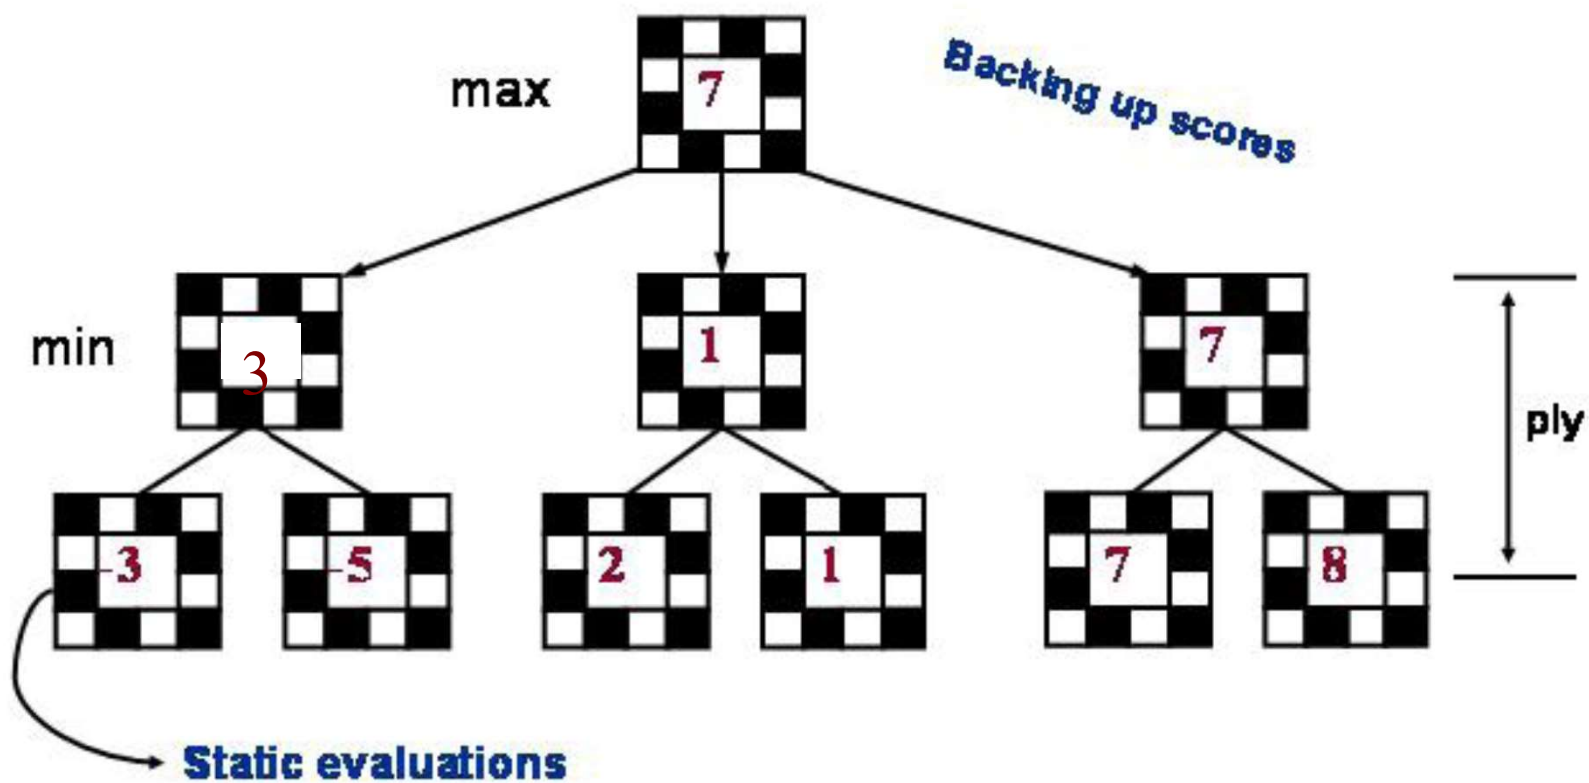 7
max
Backing up scores
3
1
7
min
ply
-3
-5
2
1
7
8
Static evaluations